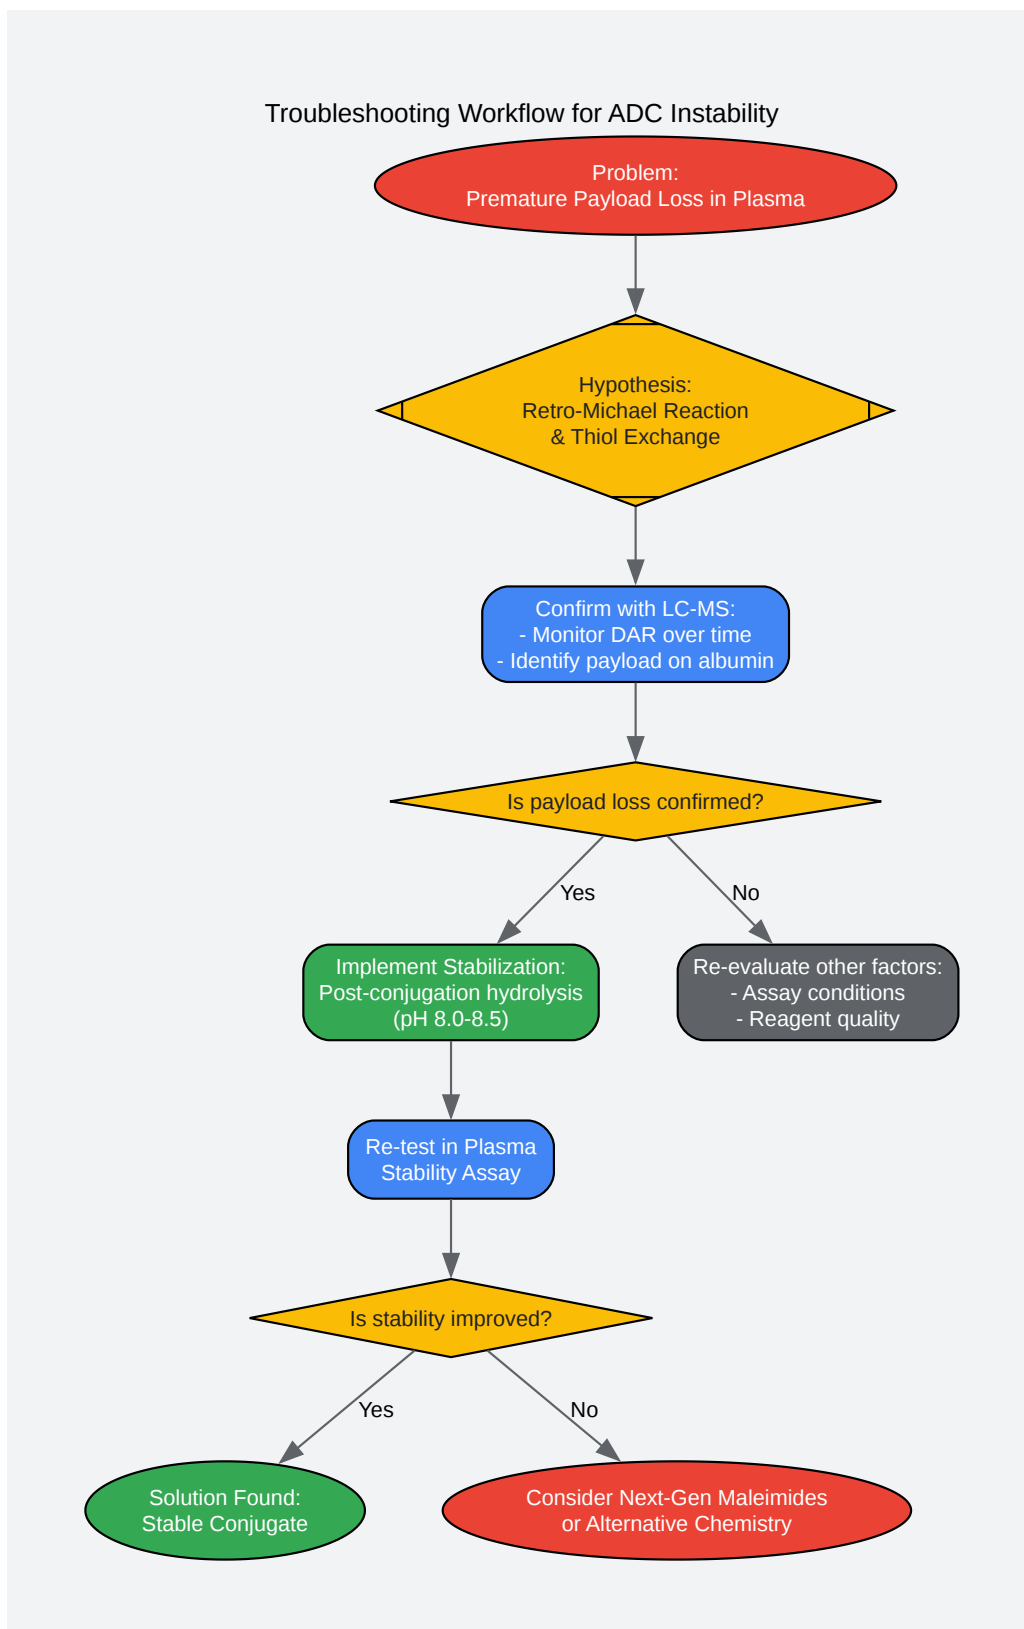 Troubleshooting Workflow for ADC Instability
Problem:
Premature Payload Loss in Plasma
Hypothesis:
Retro-Michael Reaction
& Thiol Exchange
Confirm with LC-MS:
- Monitor DAR over time
- Identify payload on albumin
Is payload loss confirmed?
Yes
No
Implement Stabilization:
Post-conjugation hydrolysis
(pH 8.0-8.5)
Re-evaluate other factors:
- Assay conditions
- Reagent quality
Re-test in Plasma
Stability Assay
Is stability improved?
Yes
No
Solution Found:
Stable Conjugate
Consider Next-Gen Maleimides
or Alternative Chemistry